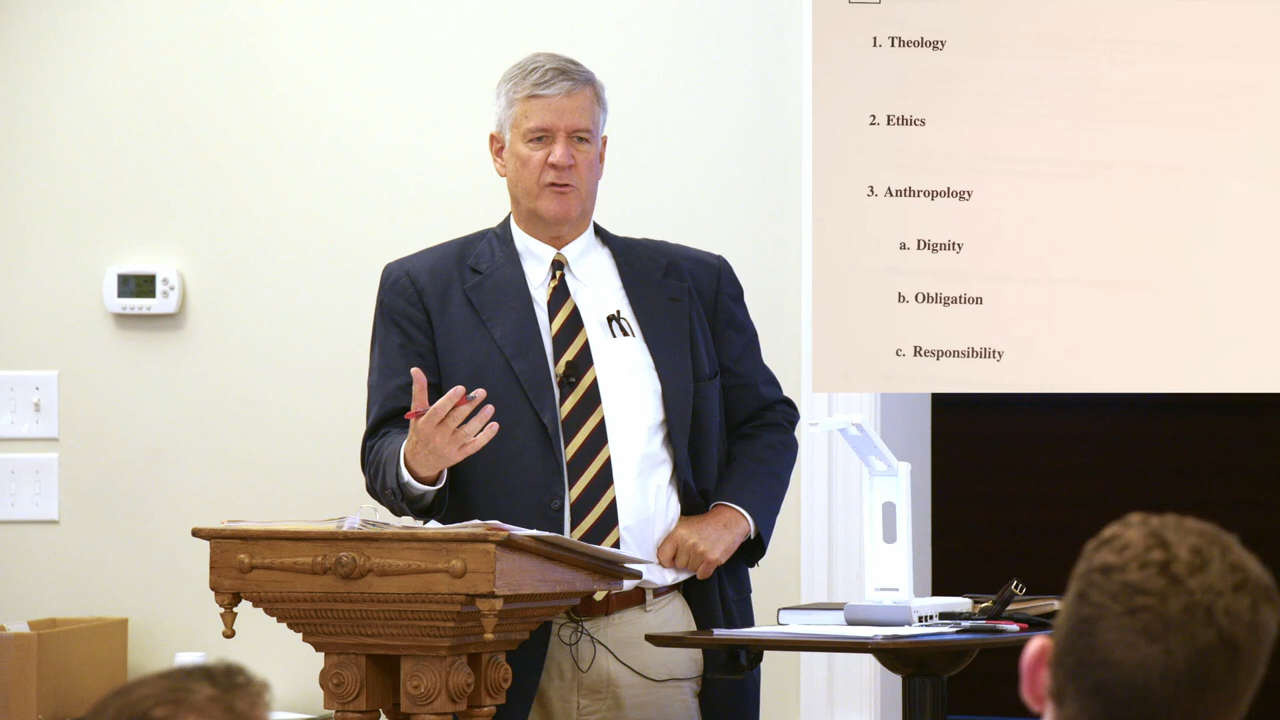 1. Theology
2. Ethics
3. Anthropology
a. Dignity
b. Obligation
c. Responsibility